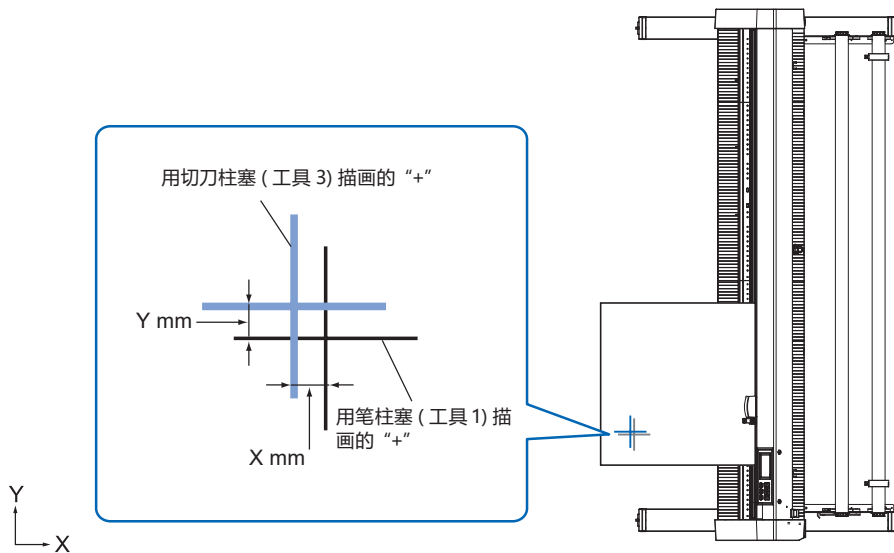 用切刀柱塞 ( 工具 3) 描画的 “+”
Y mm
用笔柱塞 ( 工具 1) 描
画的 “+”
X mm
Y
X